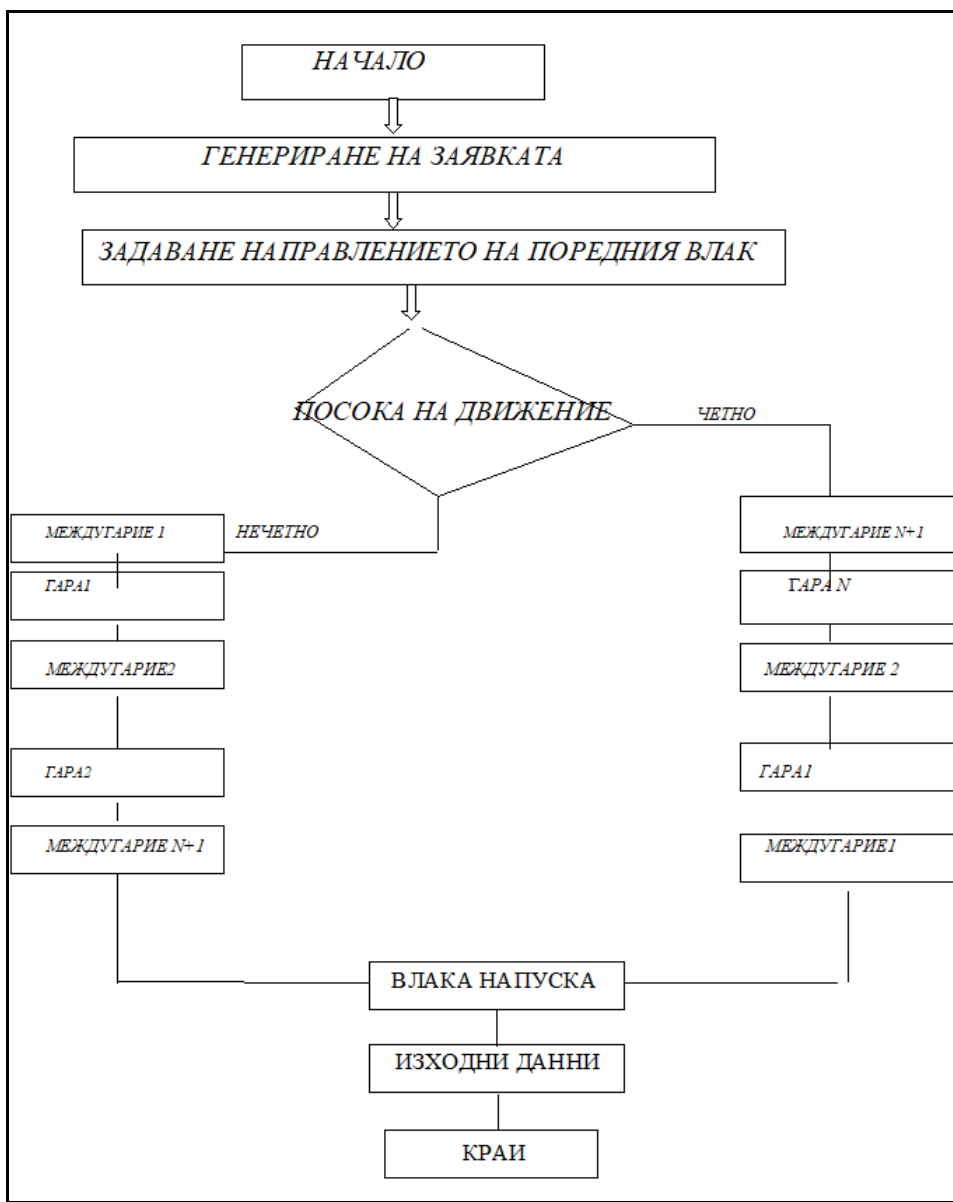 НАЧАЛО
ГЕНЕРИРАНЕ НА ЗАЯВКАТА
ЗАДАВАНЕ НАПРАВЛЕНИЕТО НА ПОРЕДНИЯ ВЛАК
ПОСОКА НА ДВИЖЕНИЕ
ЧЕТНО
НЕЧЕТНО
МЕЖДУГАРИЕ 1
ГАРА1
МЕЖДУГАРИЕ2
ГАРА2
МЕЖДУГАРИЕ N+1
МЕЖДУГАРИЕ N+1
ГАРА N
МЕЖДУГАРИЕ 2
ГАРА1
МЕЖДУГАРИЕ1
ВЛАКА НАПУСКА
ИЗХОДНИ ДАННИ
КРАИ